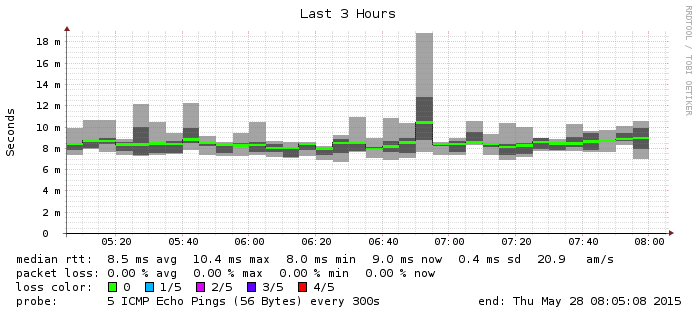 Last 3 Hours
RRDTOOL / TOBI OETIKER
Seconds
18 m
16 m
14 m
12 m
10 m
8 m
6 m
4 m
2 m
0
05:20 05:40 06:00 06:20 06:40 07:00 07:20 07:40 08:00
median rtt: 8.5 ms avg 10.4 ms max 8.0 ms min 9.0 ms now 0.4 ms sd 20.9 am/s
packet loss: 0.00 % avg 0.00 % max 0.00 % min 0.00 % now
loss color: 0 1/5 2/5 3/5 4/5
probe: 5 ICMP Echo Pings (56 Bytes) every 300s end: Thu May 28 08:05:08 2015